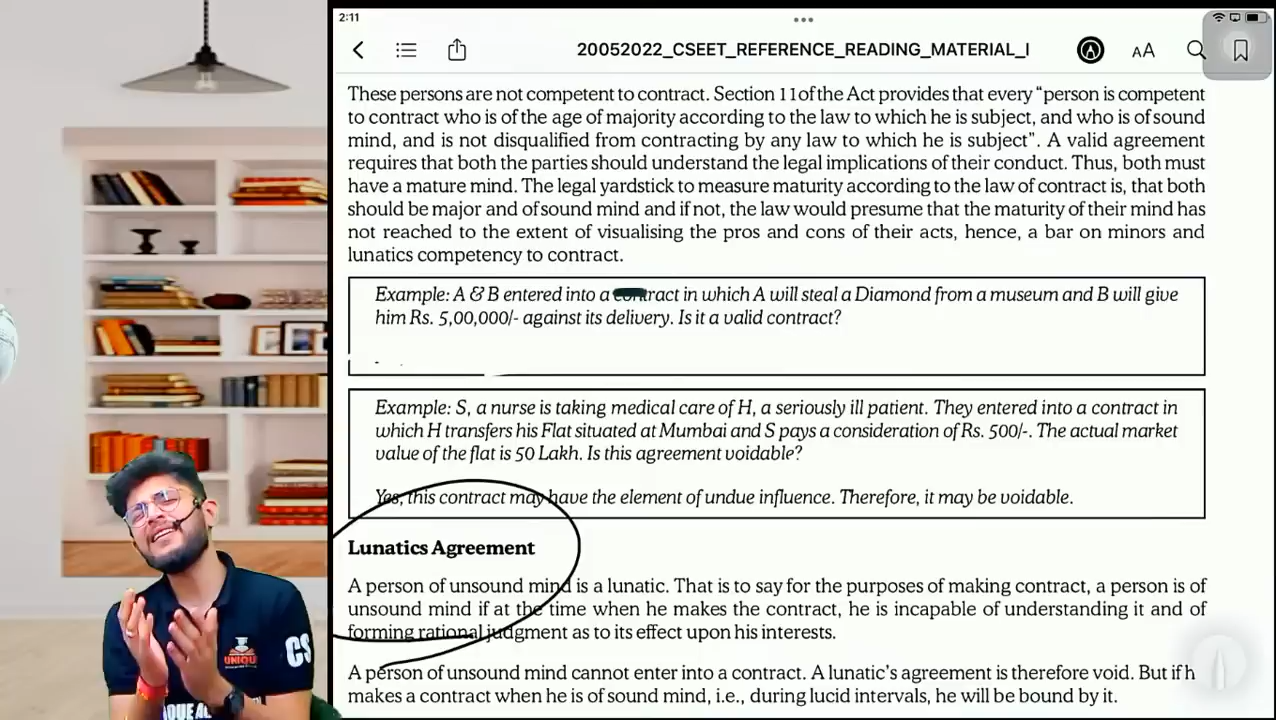 2:11
20052022_CSEET_REFERENCE_READING_MATERIAL_I
AA
These persons are not competent to contract. Section 11of the Act provides that every “person is competent
to contract who is of the age of majority according to the law to which he is subject, and who is of sound
mind, and is not disqualified from contracting by any law to which he is subject”. A valid agreement
requires that both the parties should understand the legal implications of their conduct. Thus, both must
have a mature mind. The legal yardstick to measure maturity according to the law of contract is, that both
should be major and of sound mind and if not, the law would presume that the maturity of their mind has
not reached to the extent of visualising the pros and cons of their acts, hence, a bar on minors and
lunatics competency to contract.
Example: A & B entered into a contract in which A will steal a Diamond from a museum and B will give
him Rs. 5,00,000/- against its delivery. Is it a valid contract?
Example: S, a nurse is taking medical care of H, a seriously ill patient. They entered into a contract in
which H transfers his Flat situated at Mumbai and S pays a consideration of Rs. 500/-. The actual market
value of the flat is 50 Lakh. Is this agreement voidable?
Yes, this contract may have the element of undue influence. Therefore, it may be voidable.
Lunatics Agreement
A person of unsound mind is a lunatic. That is to say for the purposes of making contract, a person is of
unsound mind if at the time when he makes the contract, he is incapable of understanding it and of
forming rational judgment as to its effect upon his interests.
A person of unsound mind cannot enter into a contract. A lunatic’s agreement is therefore void. But if h
makes a contract when he is of sound mind, i.e., during lucid intervals, he will be bound by it.
UNIQUE
CS